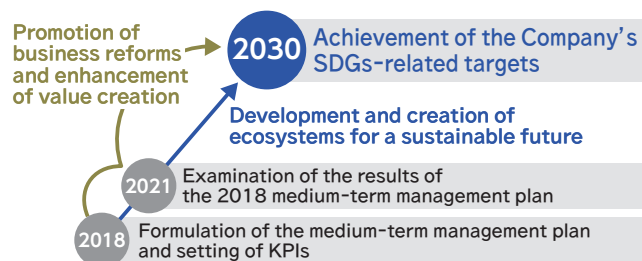 Promotion of
business reforms
and enhancement
of value creation
2030
Achievement of the Company's
SDGs-related targets
Development and creation of
ecosystems for a sustainable future
2021
Examination of the results of
the 2018 medium-term management plan
2018
Formulation of the medium-term management plan
and setting of KPIs